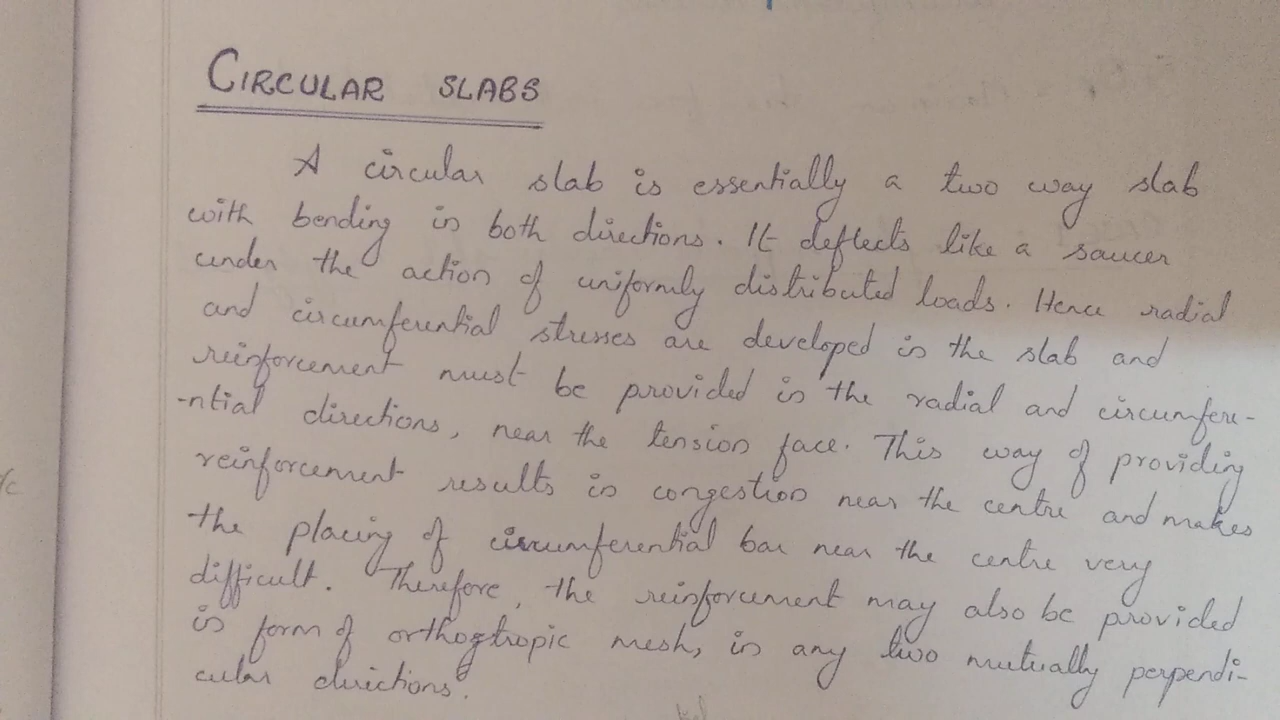 CIRCULAR SLABS
A circular slab is essentially a two way slab
with bending in both directions. It deflects like a saucer
under the action of uniformly distributed loads. Hence radial
and circumferential stresses are developed in the slab and
reinforcement must be provided in the radial and circumfere-
-ntial directions, near the tension face. This way of providing
reinforcement results in congestion near the centre and makes
the placing of circumferential bar near the centre very
difficult. Therefore, the reinforcement may also be provided
in form of orthogtropic mesh, in any two mutually perpendi-
cular directions.